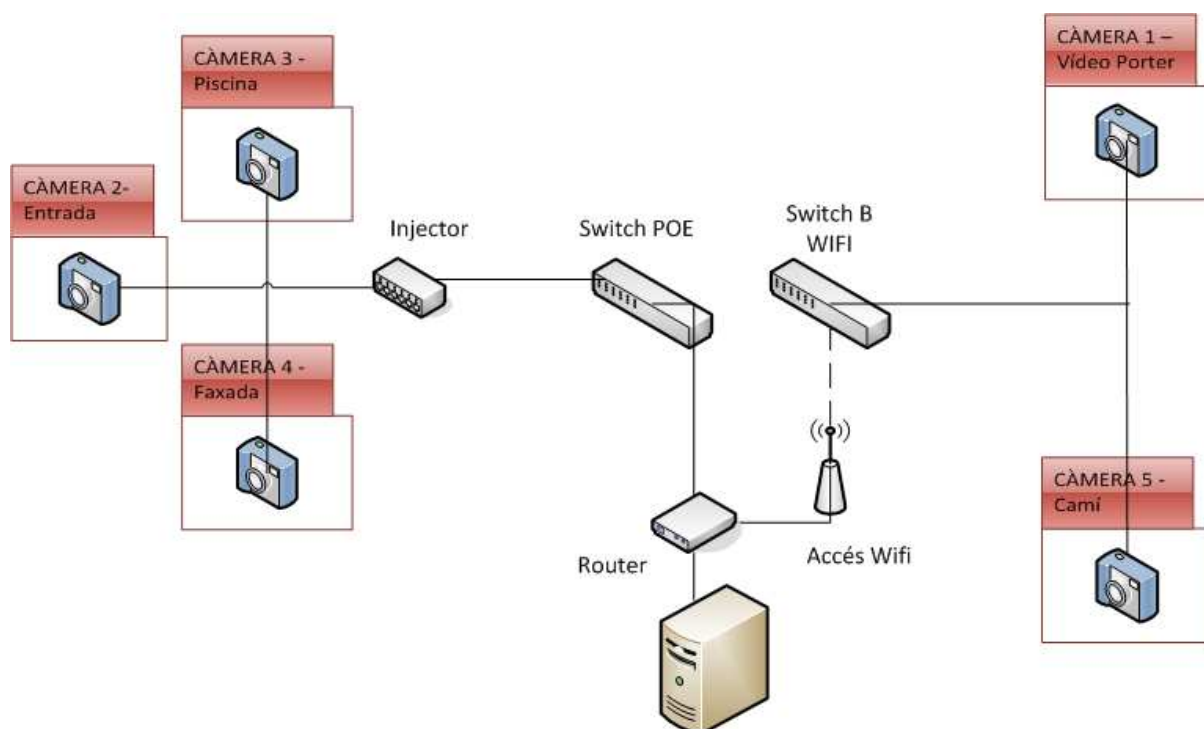 CÀMERA 3 -
Piscina
CÀMERA 1 –
Vídeo Porter
CÀMERA 2-
Entrada
Injector
Switch POE
Switch B
WIFI
CÀMERA 4 -
Faxada
CÀMERA 5 -
Camí
Router
Accés Wifi